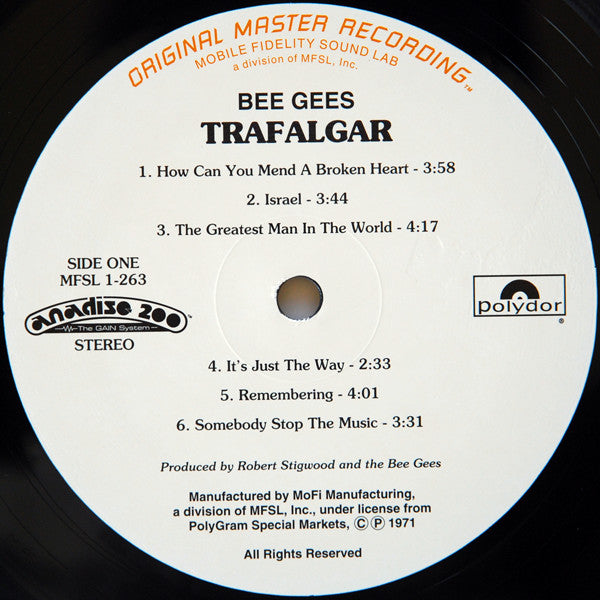 ORIGINAL MASTER RECORDING™
MOBILE FIDELITY SOUND LAB
a division of MFSL, Inc.
BEE GEES
TRAFALGAR
1. How Can You Mend A Broken Heart - 3:58
2. Israel - 3:44
3. The Greatest Man In The World - 4:17
SIDE ONE
MFSL 1-263
anadisq 200™
The GAIN System™
STEREO
polydor
®
4. It's Just The Way - 2:33
5. Remembering - 4:01
6. Somebody Stop The Music - 3:31
Produced by Robert Stigwood and the Bee Gees
Manufactured by MoFi Manufacturing,
a division of MFSL, Inc., under license from
PolyGram Special Markets, Ⓒ Ⓟ 1971
All Rights Reserved